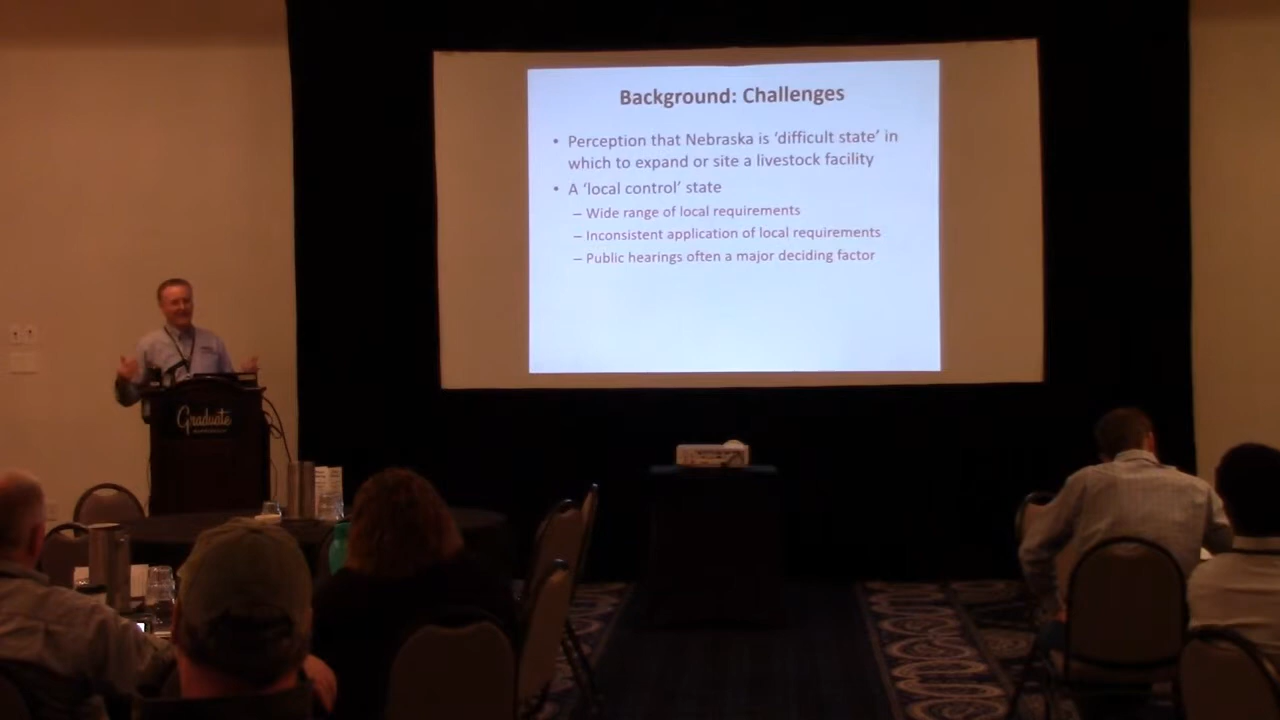 Background: Challenges
• Perception that Nebraska is ‘difficult state’ in
which to expand or site a livestock facility
• A ‘local control’ state
– Wide range of local requirements
– Inconsistent application of local requirements
– Public hearings often a major deciding factor
Graduate